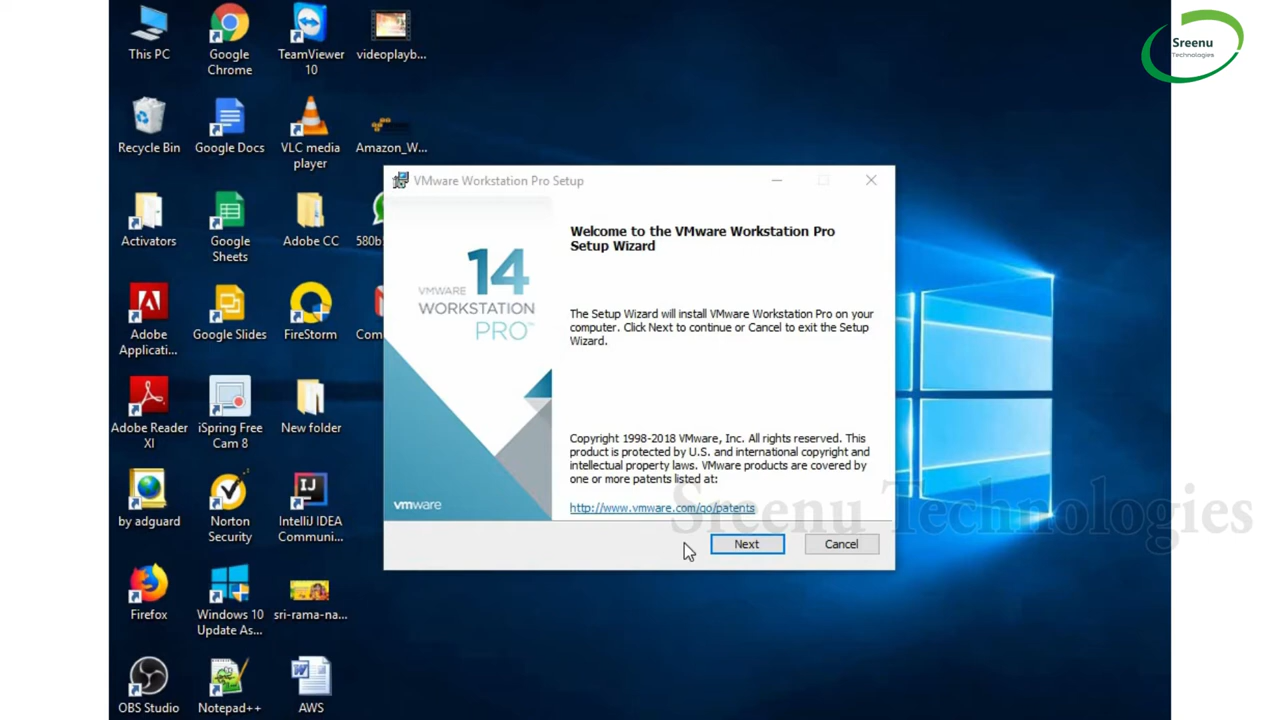 This PC
Google
Chrome
TeamViewer
10
videoplayb...
Sreenu
Technologies
Recycle Bin
Google Docs
VLC media
player
Amazon_W...
VMware Workstation Pro Setup
Activators
Google
Sheets
Adobe CC
580b
Welcome to the VMware Workstation Pro
Setup Wizard
14
VMWARE
WORKSTATION
PRO™
The Setup Wizard will install VMware Workstation Pro on your
computer. Click Next to continue or Cancel to exit the Setup
Wizard.
Adobe
Applicati...
Google Slides
FireStorm
Com
Adobe Reader
XI
iSpring Free
Cam 8
New folder
Copyright 1998-2018 VMware, Inc. All rights reserved. This
product is protected by U.S. and international copyright and
intellectual property laws. VMware products are covered by
one or more patents listed at:
http://www.vmware.com/go/patents
vmware
Sreenu Technologies
by adguard
Norton
Security
IJ
IntelliJ IDEA
Communi...
Next
Cancel
Firefox
Windows 10
Update As...
sri-rama-na...
OBS Studio
Notepad++
AWS